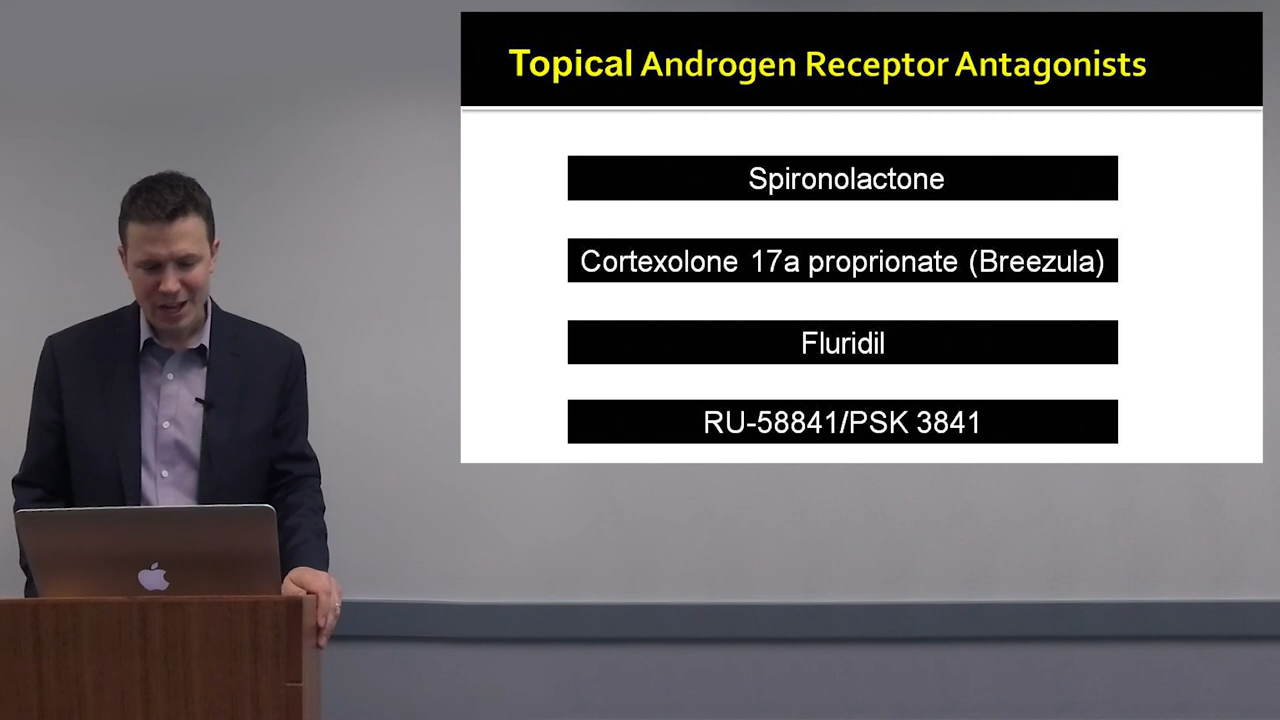 Topical Androgen Receptor Antagonists
Spironolactone
Cortexolone 17a proprionate (Breezula)
Fluridil
RU-58841/PSK 3841